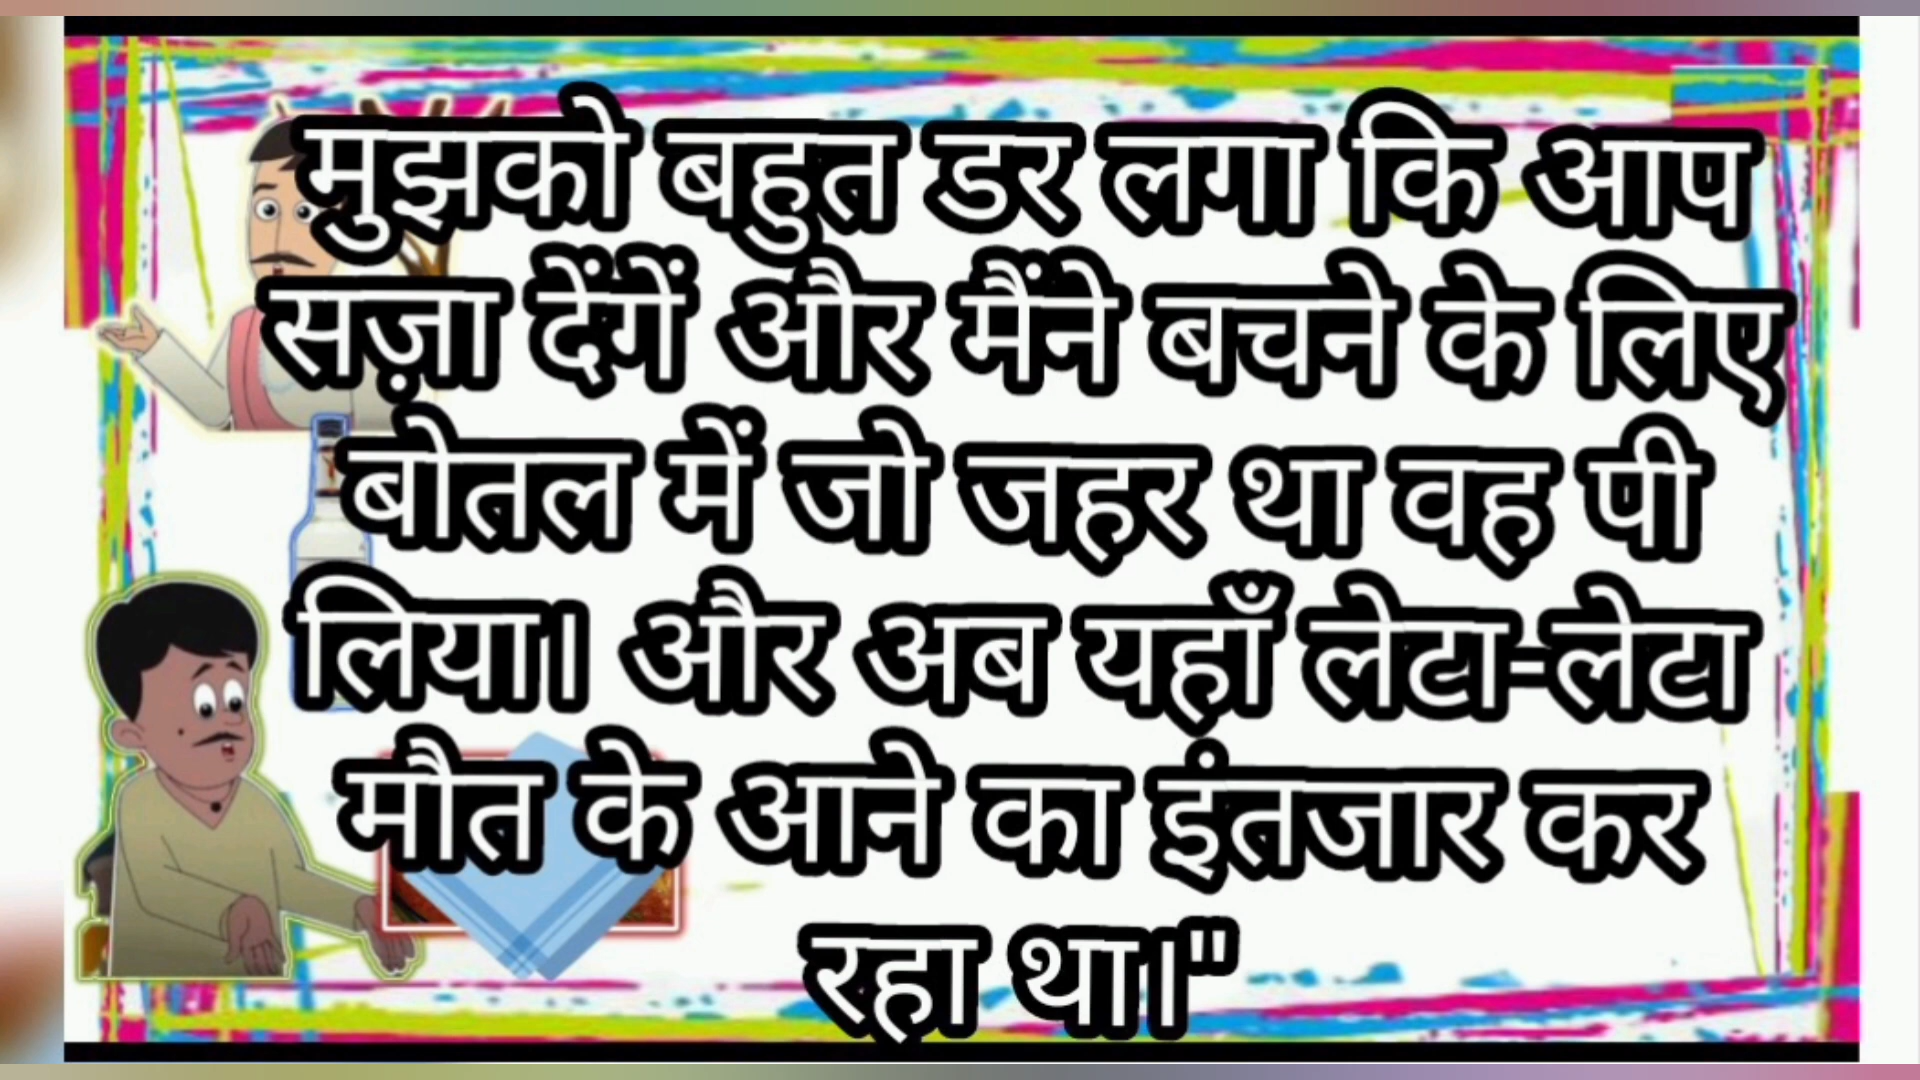 मुझको बहुत डर लगा कि आप
सज़ा देंगें और मैंने बचने के लिए
बोतल में जो जहर था वह पी
लिया। और अब यहाँ लेटा-लेटा
मौत के आने का इंतजार कर
रहा था।"